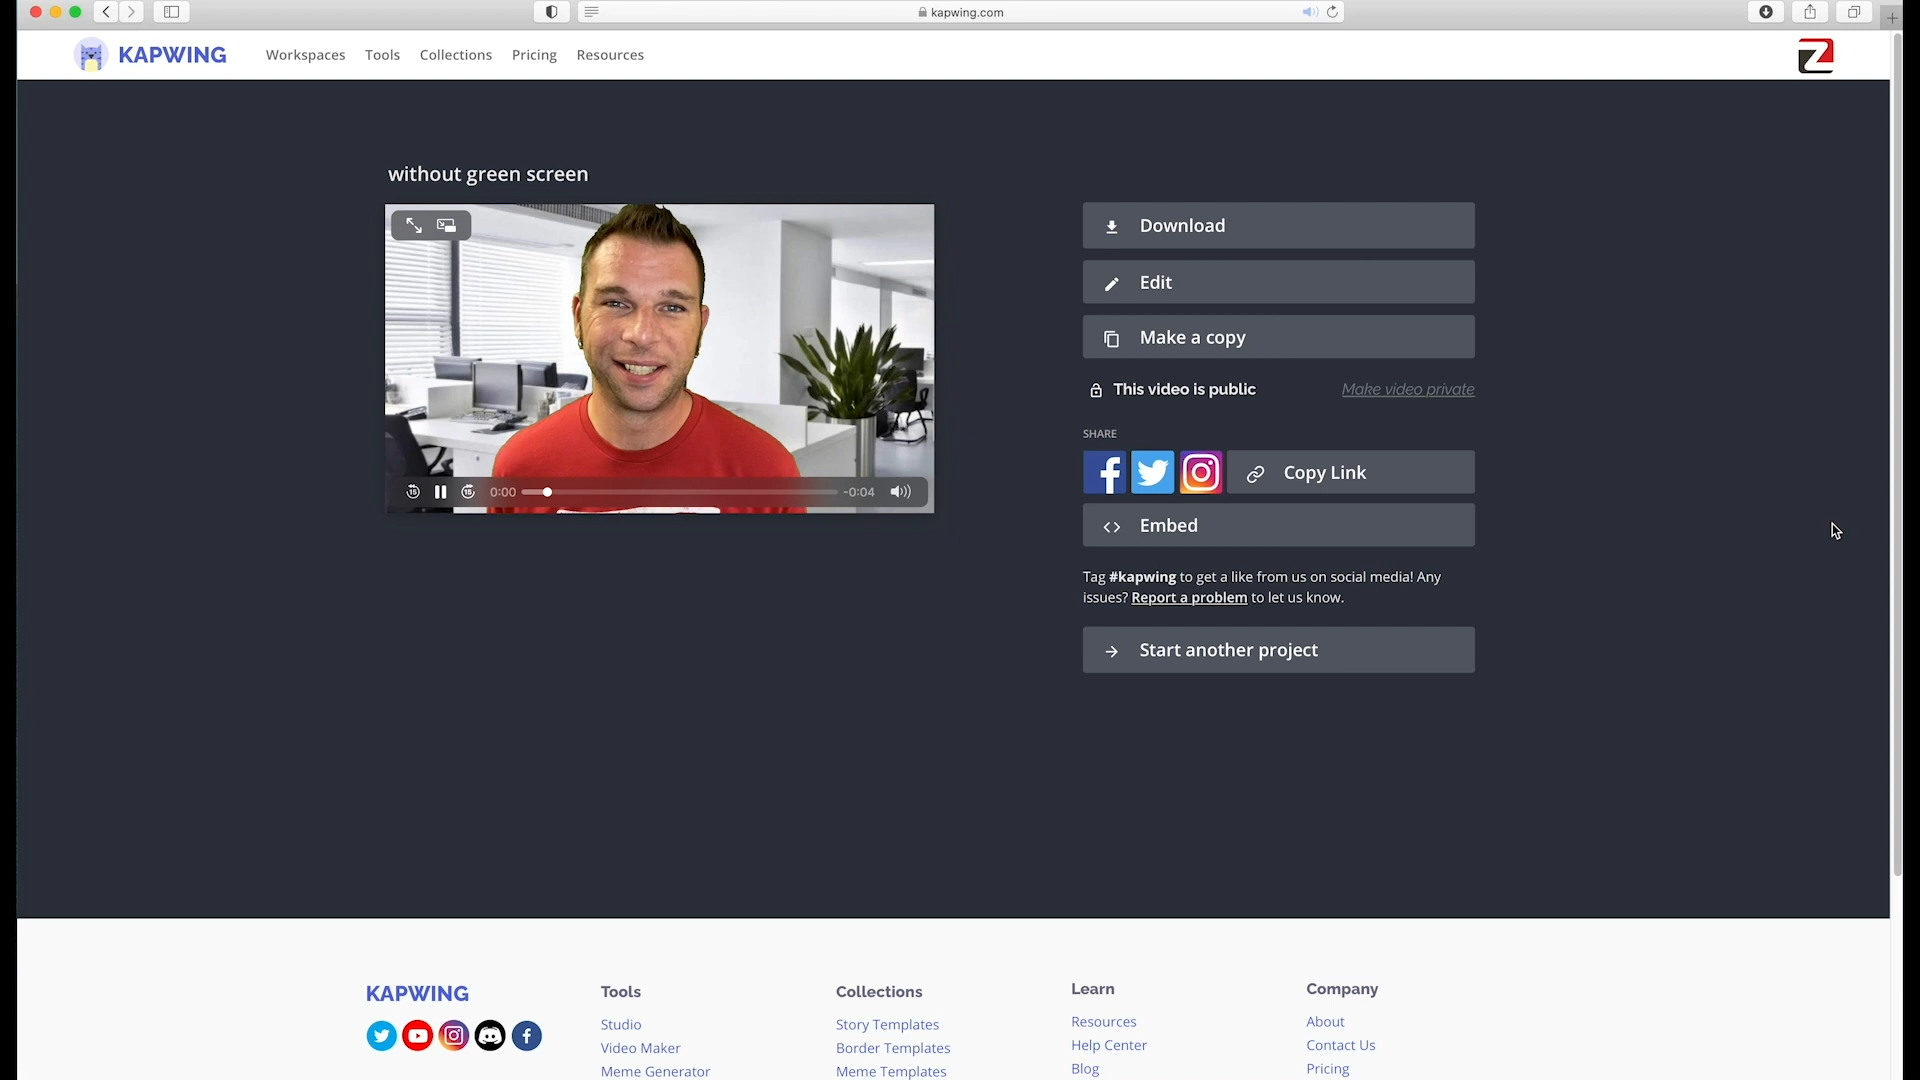 kapwing.com
KAPWING
Workspaces
Tools
Collections
Pricing
Resources
without green screen
15
15
0:00
-0:04
Download
Edit
Make a copy
This video is public
Make video private
SHARE
Copy Link
Embed
Tag #kapwing to get a like from us on social media! Any
issues? Report a problem to let us know.
Start another project
KAPWING
Tools
Studio
Video Maker
Meme Generator
Collections
Story Templates
Border Templates
Meme Templates
Learn
Resources
Help Center
Blog
Company
About
Contact Us
Pricing